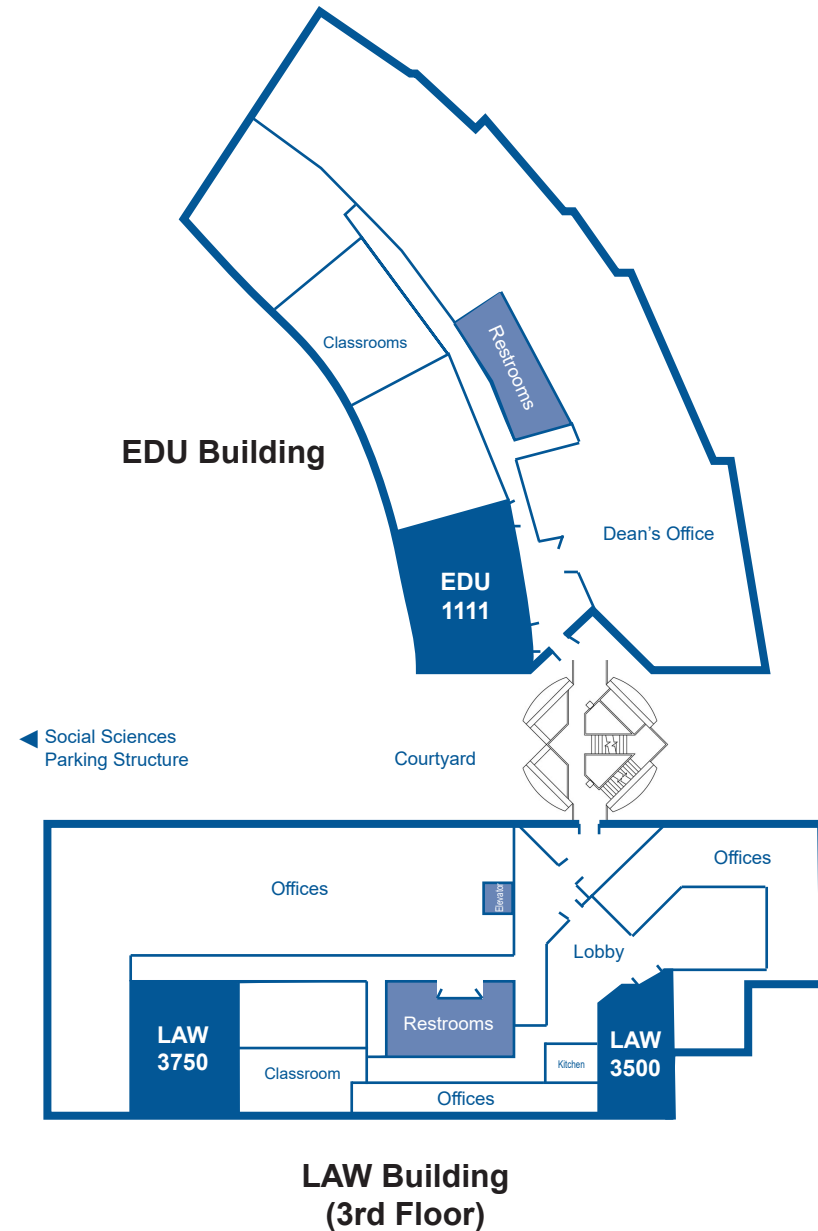 Restrooms
Classrooms
EDU Building
Dean's Office
EDU
1111
Social Sciences
Parking Structure
Courtyard
Offices
Offices
Elevator
Lobby
LAW
3750
Restrooms
LAW
3500
Kitchen
Classroom
Offices
LAW Building
(3rd Floor)